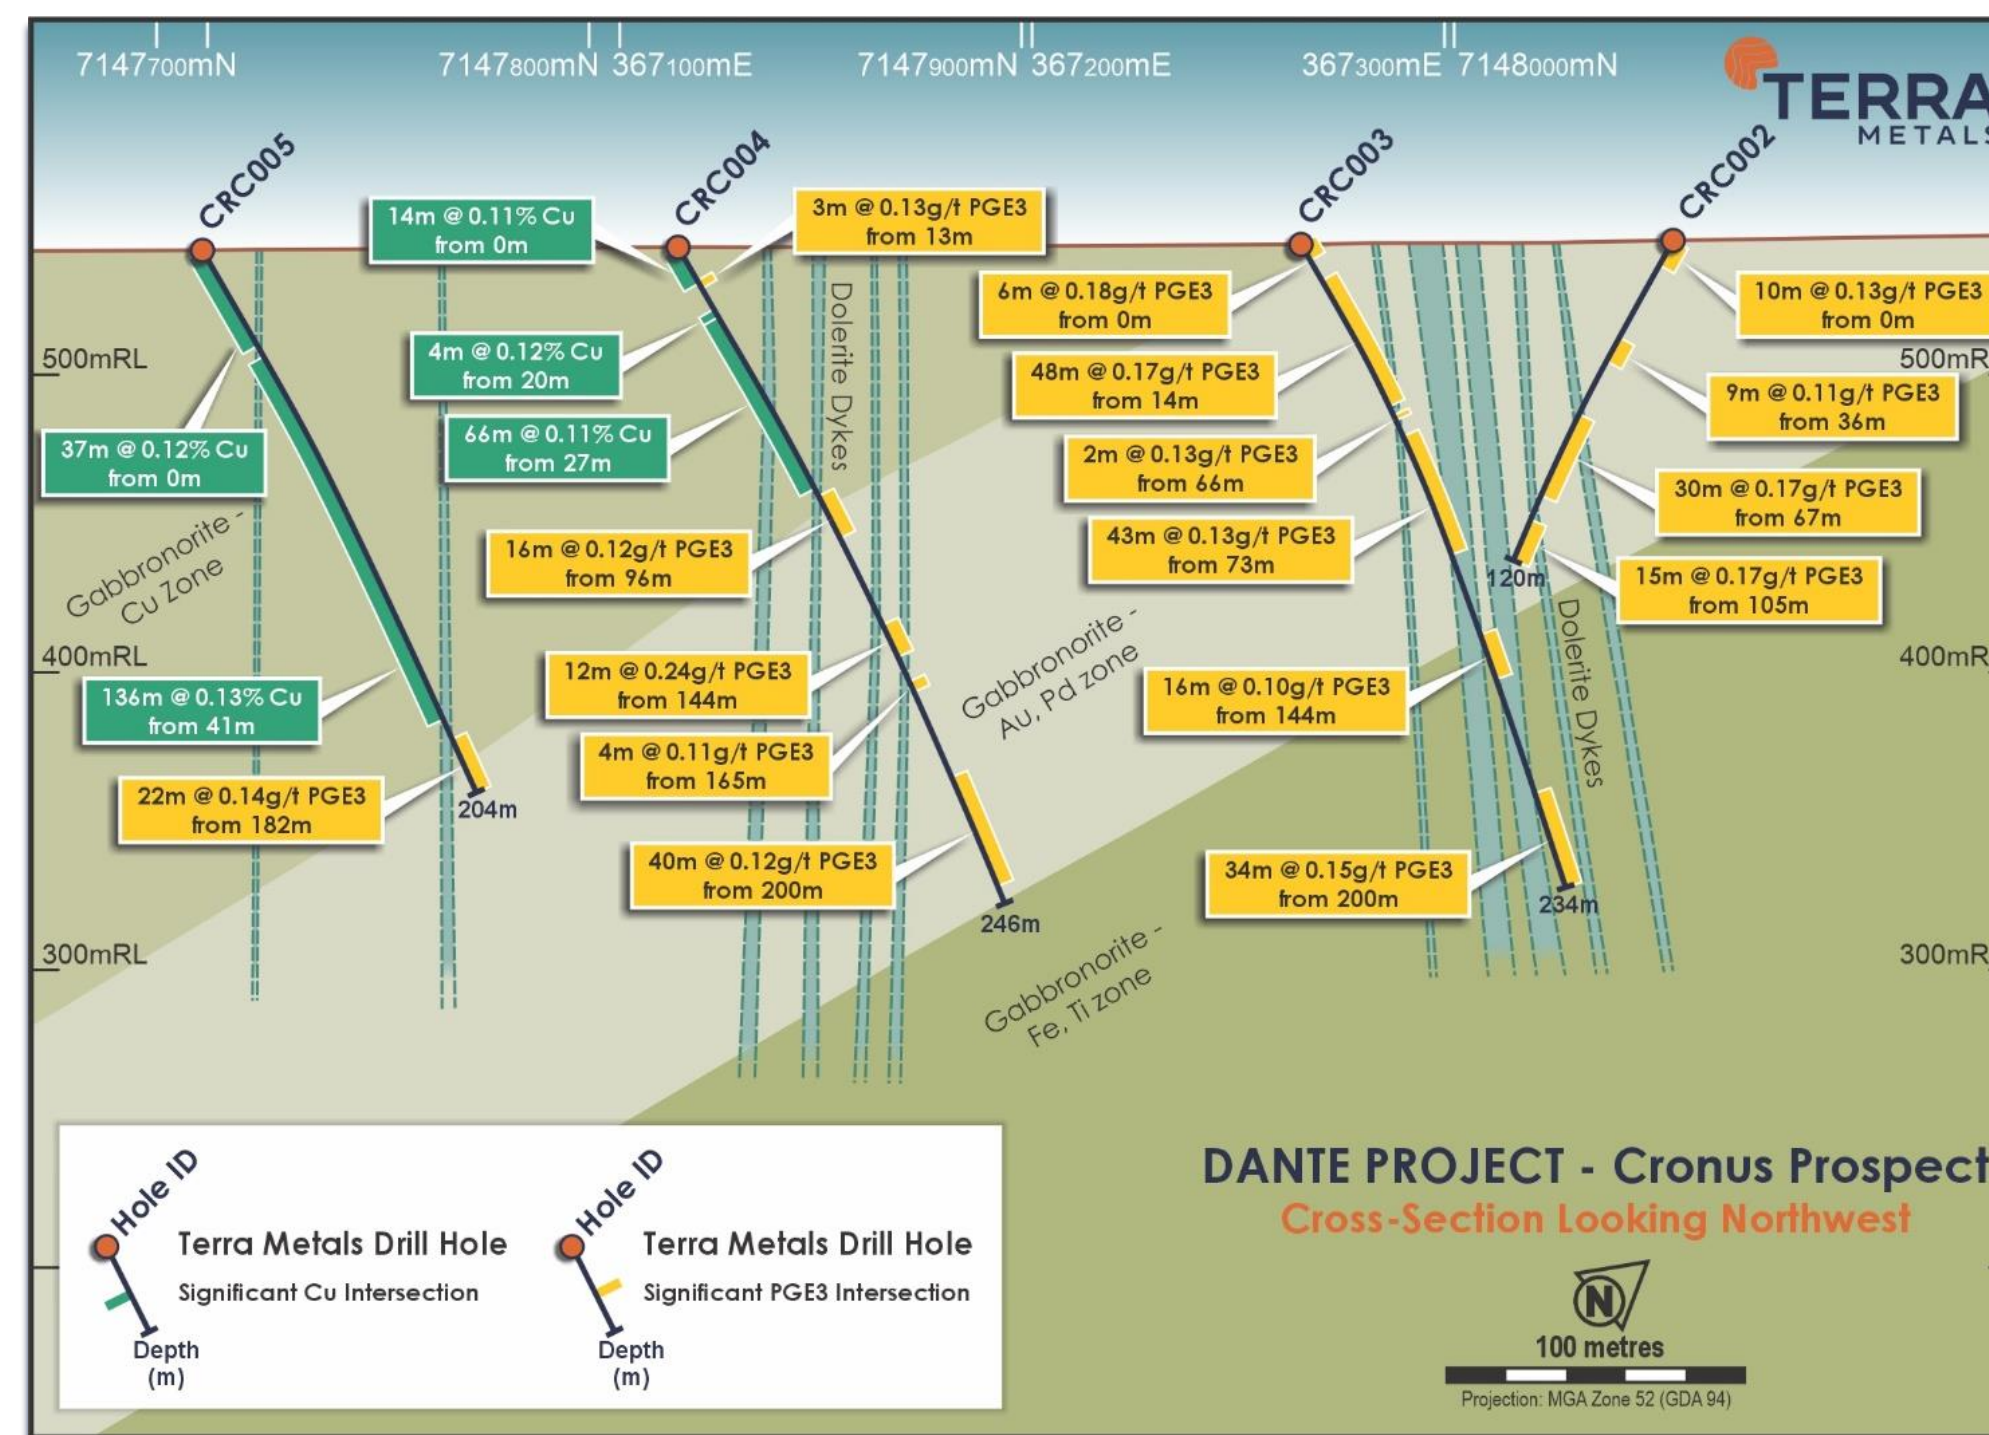 7147700mN
7147800mN 367100mE
7147900mN 367200mE
367300mE 7148000mN
TERRA
METALS
CRC005
CRC004
CRC003
CRC002
14m @ 0.11% Cu
from 0m
3m @ 0.13g/t PGE3
from 13m
6m @ 0.18g/t PGE3
from 0m
10m @ 0.13g/t PGE3
from 0m
500mRL
500mR
4m @ 0.12% Cu
from 20m
48m @ 0.17g/t PGE3
from 14m
9m @ 0.11g/t PGE3
from 36m
Dolerite Dykes
37m @ 0.12% Cu
from 0m
66m @ 0.11% Cu
from 27m
2m @ 0.13g/t PGE3
from 66m
30m @ 0.17g/t PGE3
from 67m
Gabbronorite -
Cu Zone
16m @ 0.12g/t PGE3
from 96m
43m @ 0.13g/t PGE3
from 73m
120m
15m @ 0.17g/t PGE3
from 105m
400mRL
400mR
136m @ 0.13% Cu
from 41m
12m @ 0.24g/t PGE3
from 144m
Gabbronorite -
Au, Pd zone
16m @ 0.10g/t PGE3
from 144m
Dolerite Dykes
4m @ 0.11g/t PGE3
from 165m
22m @ 0.14g/t PGE3
from 182m
204m
40m @ 0.12g/t PGE3
from 200m
246m
34m @ 0.15g/t PGE3
from 200m
234m
300mRL
300mR
Gabbronorite -
Fe, Ti zone
Hole ID
Terra Metals Drill Hole
Significant Cu Intersection
Depth
(m)
Hole ID
Terra Metals Drill Hole
Significant PGE3 Intersection
Depth
(m)
DANTE PROJECT - Cronus Prospect
Cross-Section Looking Northwest
N
100 metres
Projection: MGA Zone 52 (GDA 94)